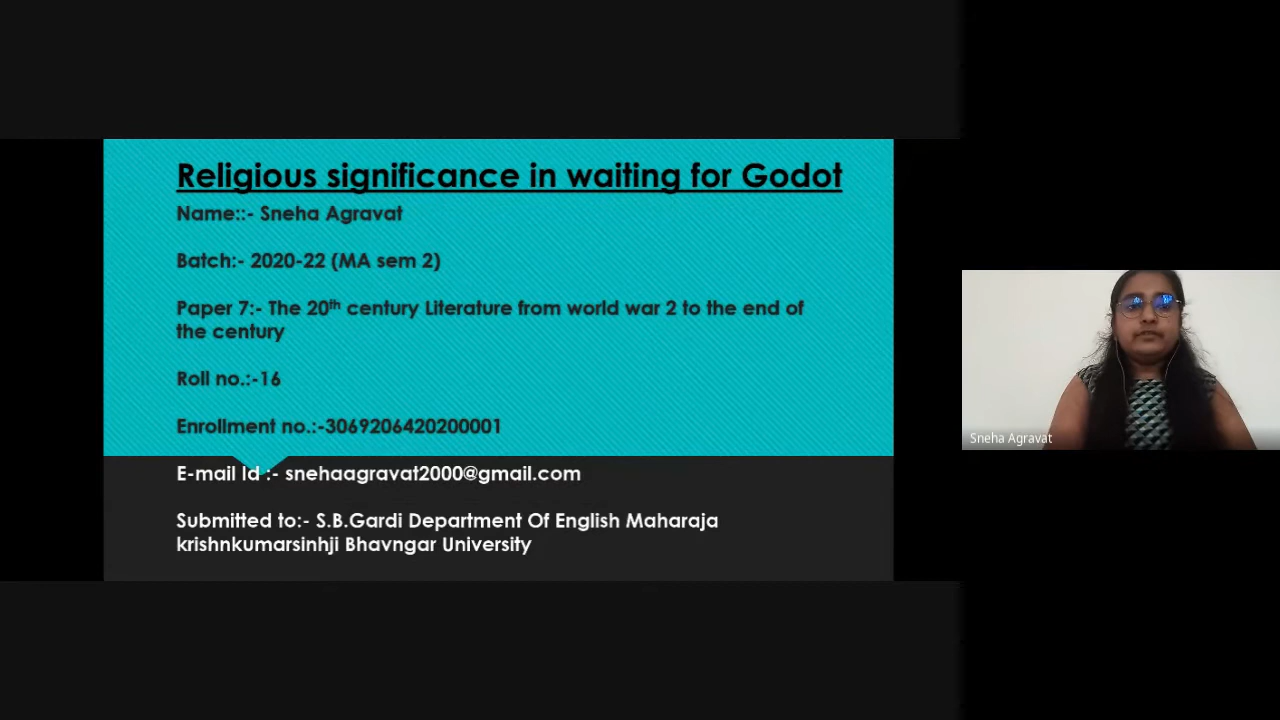 Religious significance in waiting for Godot
Name::- Sneha Agravat
Batch:- 2020-22 (MA sem 2)
Paper 7:- The 20th century Literature from world war 2 to the end of
the century
Roll no.:-16
Enrollment no.:-3069206420200001
E-mail Id :- snehaagravat2000@gmail.com
Submitted to:- S.B.Gardi Department Of English Maharaja
krishnkumarsinhji Bhavngar University
Sneha Agravat